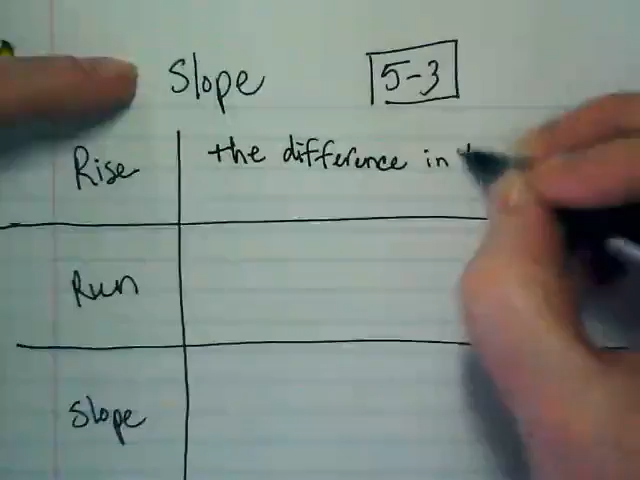 Slope 5-3
Rise the difference in
Run
Slope